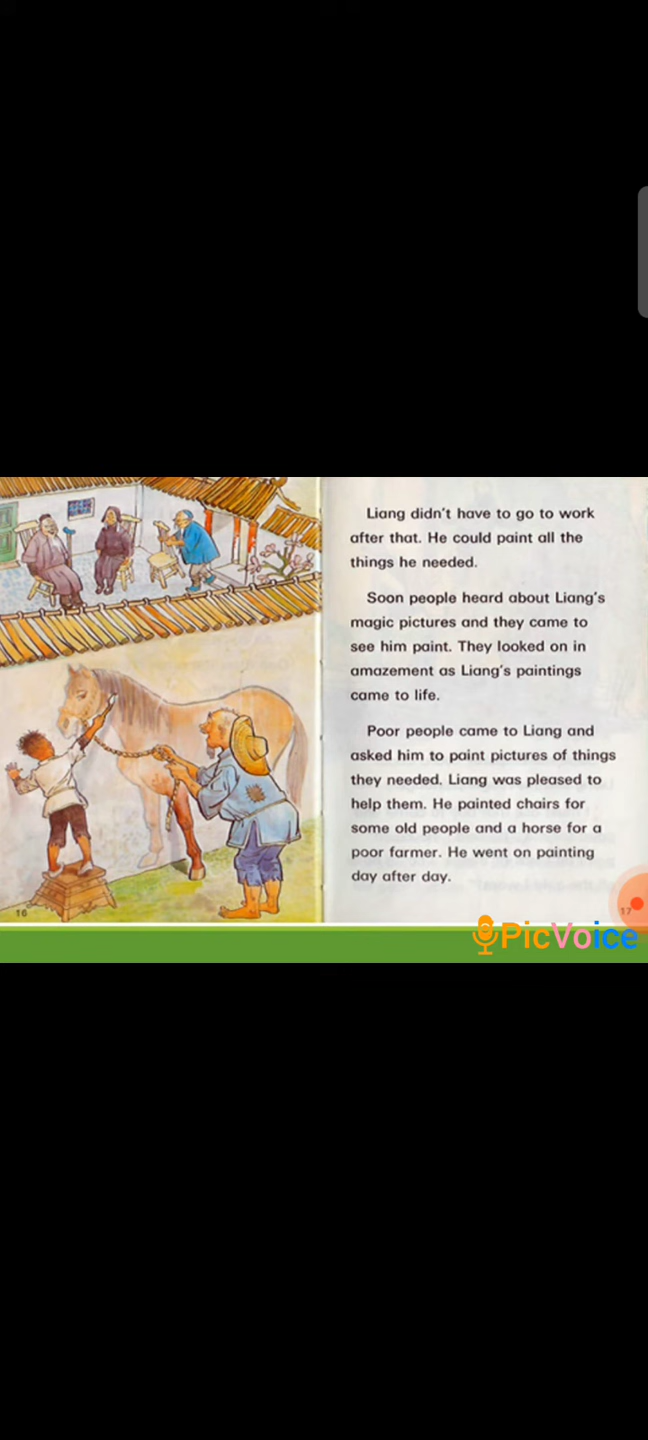 Liang didn't have to go to work
after that. He could paint all the
things he needed.
Soon people heard about Liang's
magic pictures and they came to
see him paint. They looked on in
amazement as Liang's paintings
came to life.
Poor people came to Liang and
asked him to paint pictures of things
they needed. Liang was pleased to
help them. He painted chairs for
some old people and a horse for a
poor farmer. He went on painting
day after day.
16
17
PicVoice